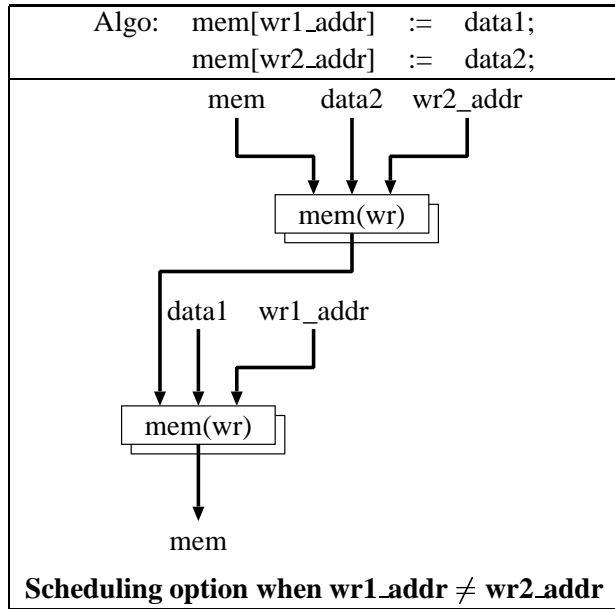 Algo: mem[wr1_addr] := data1;
mem[wr2_addr] := data2;
mem data2 wr2_addr
mem(wr)
data1 wr1_addr
mem(wr)
mem
Scheduling option when wr1_addr ≠ wr2_addr